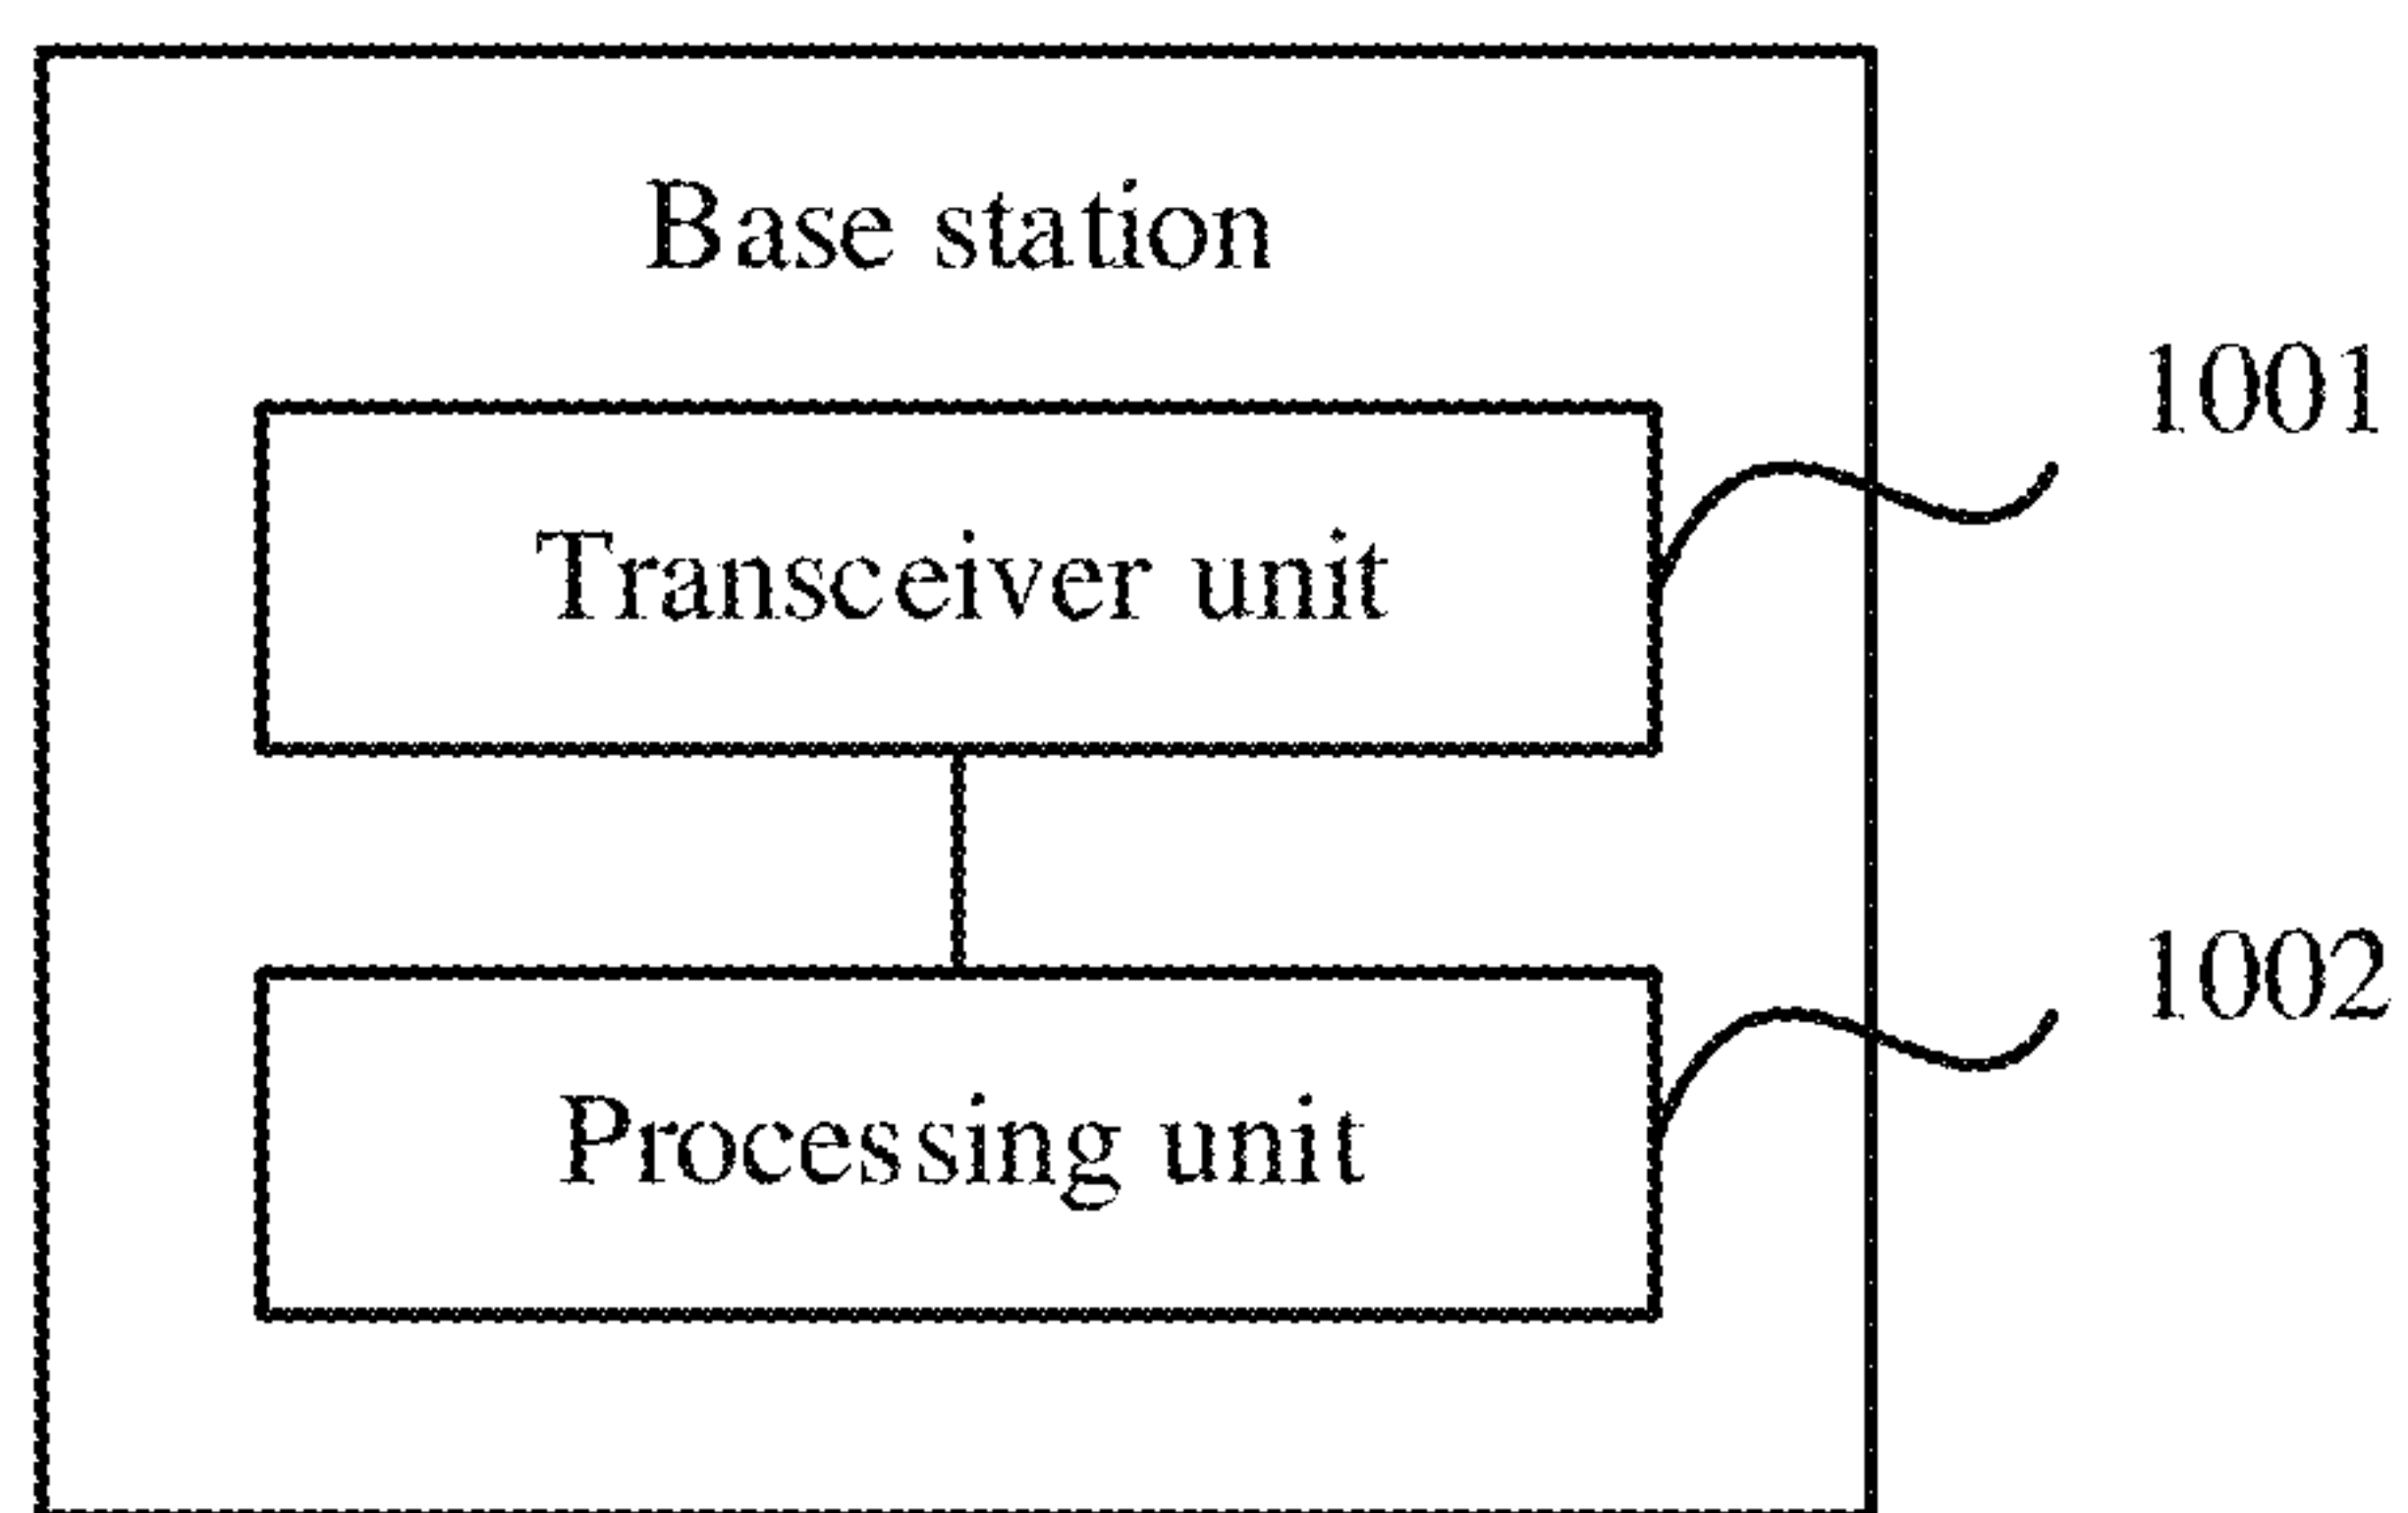 Base station
1001
Transceiver unit
1002
Processing unit